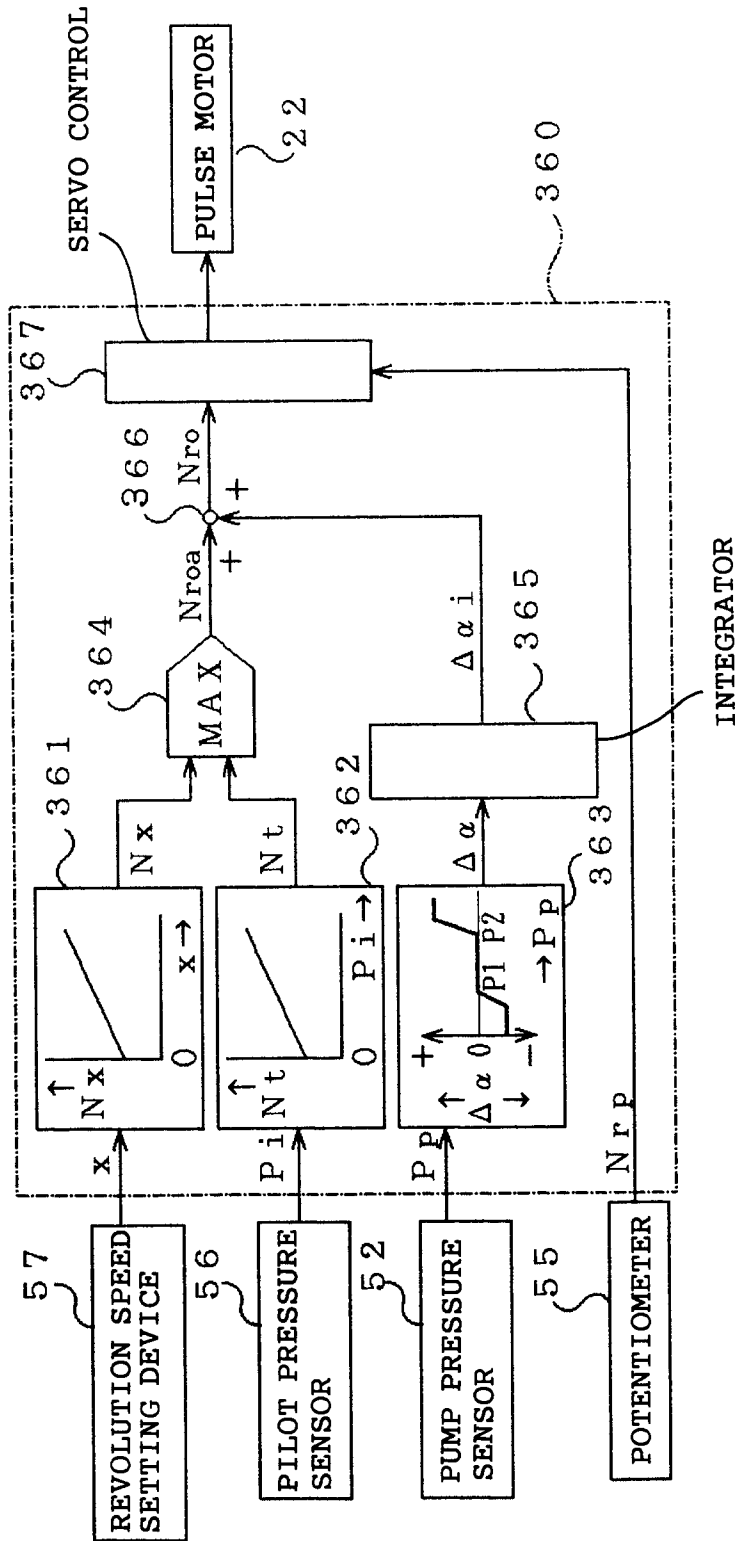 57
REVOLUTION SPEED
SETTING DEVICE
x
361
↑
Nx
0
x→
Nx
56
PILOT PRESSURE
SENSOR
Pi
362
↑
Nt
0
Pi→
Nt
52
PUMP PRESSURE
SENSOR
Pp
363
+
↑
Δα 0
↓
−
P1 P2
→Pp
Δα
55
POTENTIOMETER
Nrp
364
MAX
Nroa
+
366
+
Nro
365
INTEGRATOR
Δαi
367
SERVO CONTROL
PULSE MOTOR
22
360